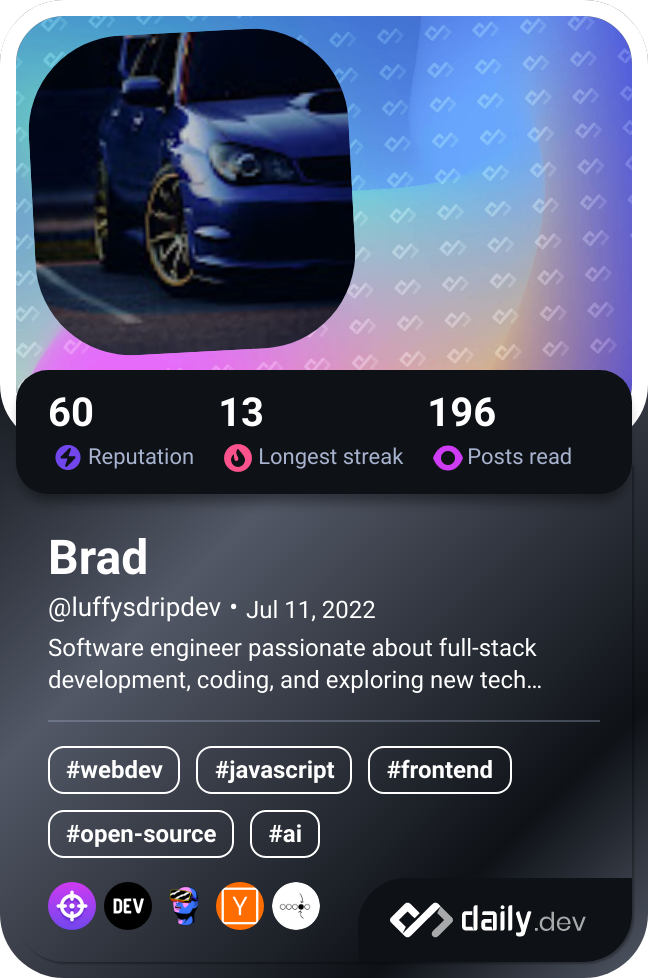 60 13 196
Reputation Longest streak Posts read
Brad
@luffysdripdev • Jul 11, 2022
Software engineer passionate about full-stack
development, coding, and exploring new tech...
#webdev #javascript #frontend
#open-source #ai
DEV Y daily.dev